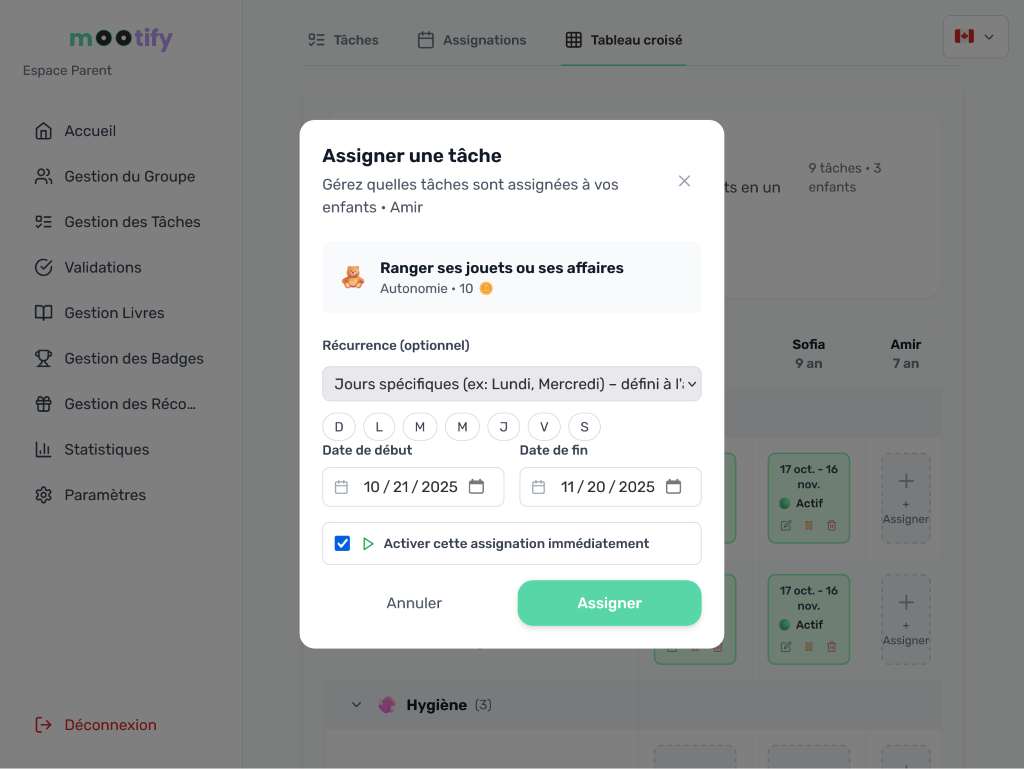 mootify
Espace Parent
Accueil
Gestion du Groupe
Gestion des Tâches
Validations
Gestion Livres
Gestion des Badges
Gestion des Réco…
Statistiques
Paramètres
Déconnexion
Tâches
Assignations
Tableau croisé
ts en un
9 tâches • 3
enfants
Assigner une tâche
Gérez quelles tâches sont assignées à vos
enfants • Amir
Ranger ses jouets ou ses affaires
Autonomie • 10
Récurrence (optionnel)
Jours spécifiques (ex: Lundi, Mercredi) – défini à l'a
D L M M J V S
Date de début
Date de fin
10 / 21 / 2025
11 / 20 / 2025
Activer cette assignation immédiatement
Annuler
Assigner
Sofia
9 an
Amir
7 an
17 oct. - 16
nov.
Actif
+
Assigner
17 oct. - 16
nov.
Actif
+
Assigner
Hygiène (3)